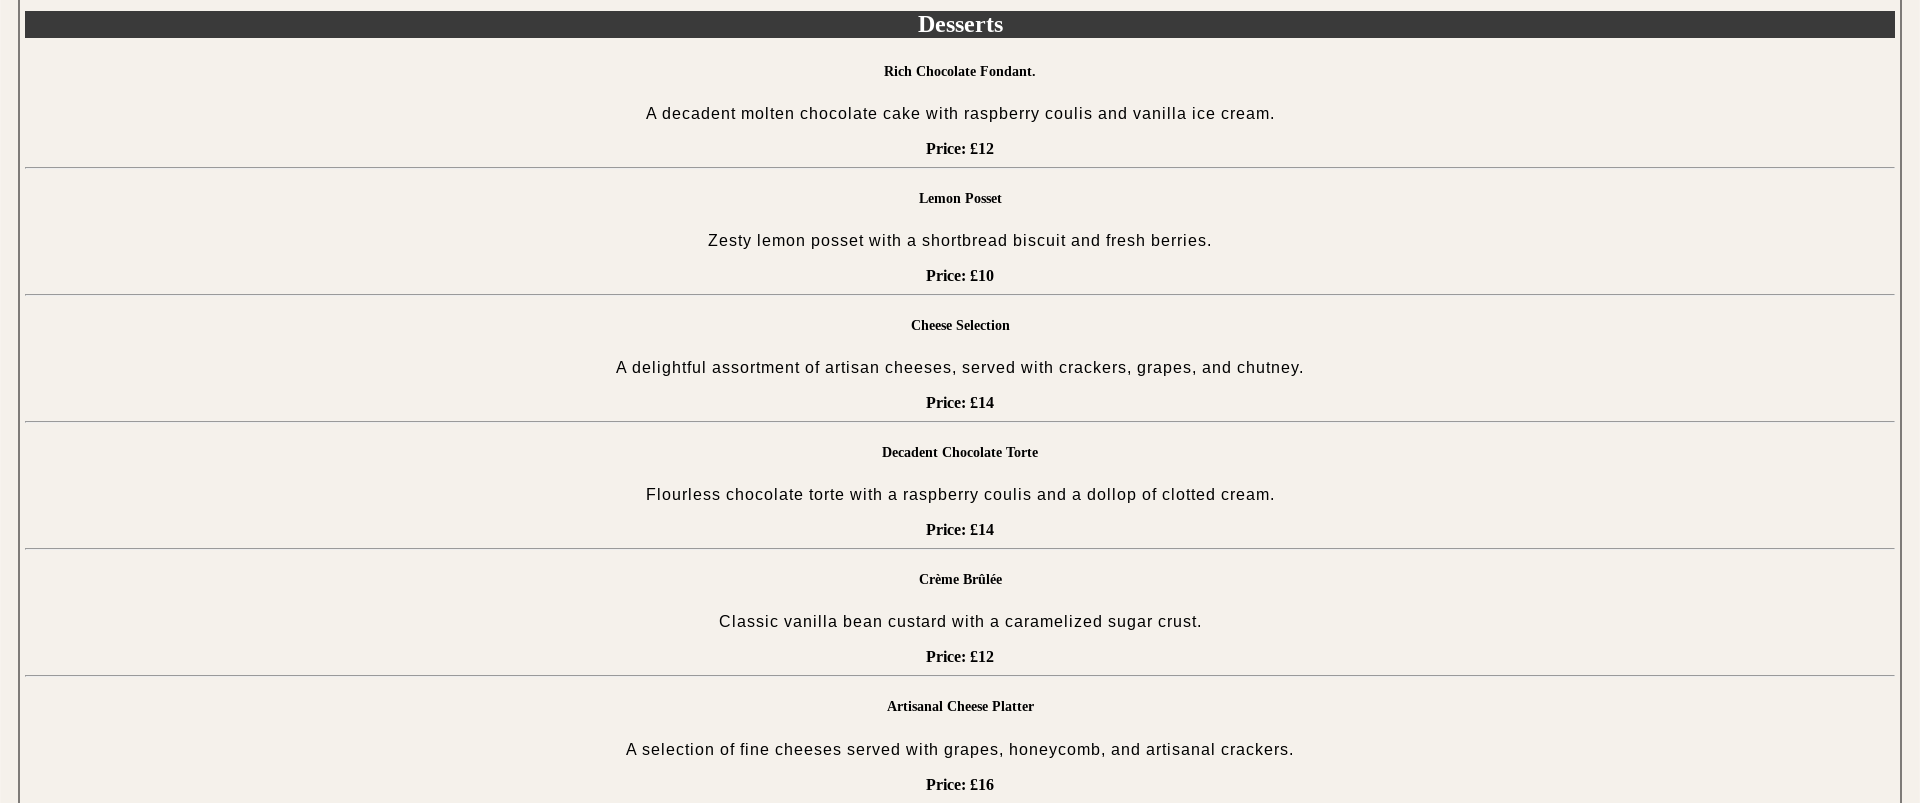 Desserts
Rich Chocolate Fondant.
A decadent molten chocolate cake with raspberry coulis and vanilla ice cream.
Price: £12
Lemon Posset
Zesty lemon posset with a shortbread biscuit and fresh berries.
Price: £10
Cheese Selection
A delightful assortment of artisan cheeses, served with crackers, grapes, and chutney.
Price: £14
Decadent Chocolate Torte
Flourless chocolate torte with a raspberry coulis and a dollop of clotted cream.
Price: £14
Crème Brûlée
Classic vanilla bean custard with a caramelized sugar crust.
Price: £12
Artisanal Cheese Platter
A selection of fine cheeses served with grapes, honeycomb, and artisanal crackers.
Price: £16